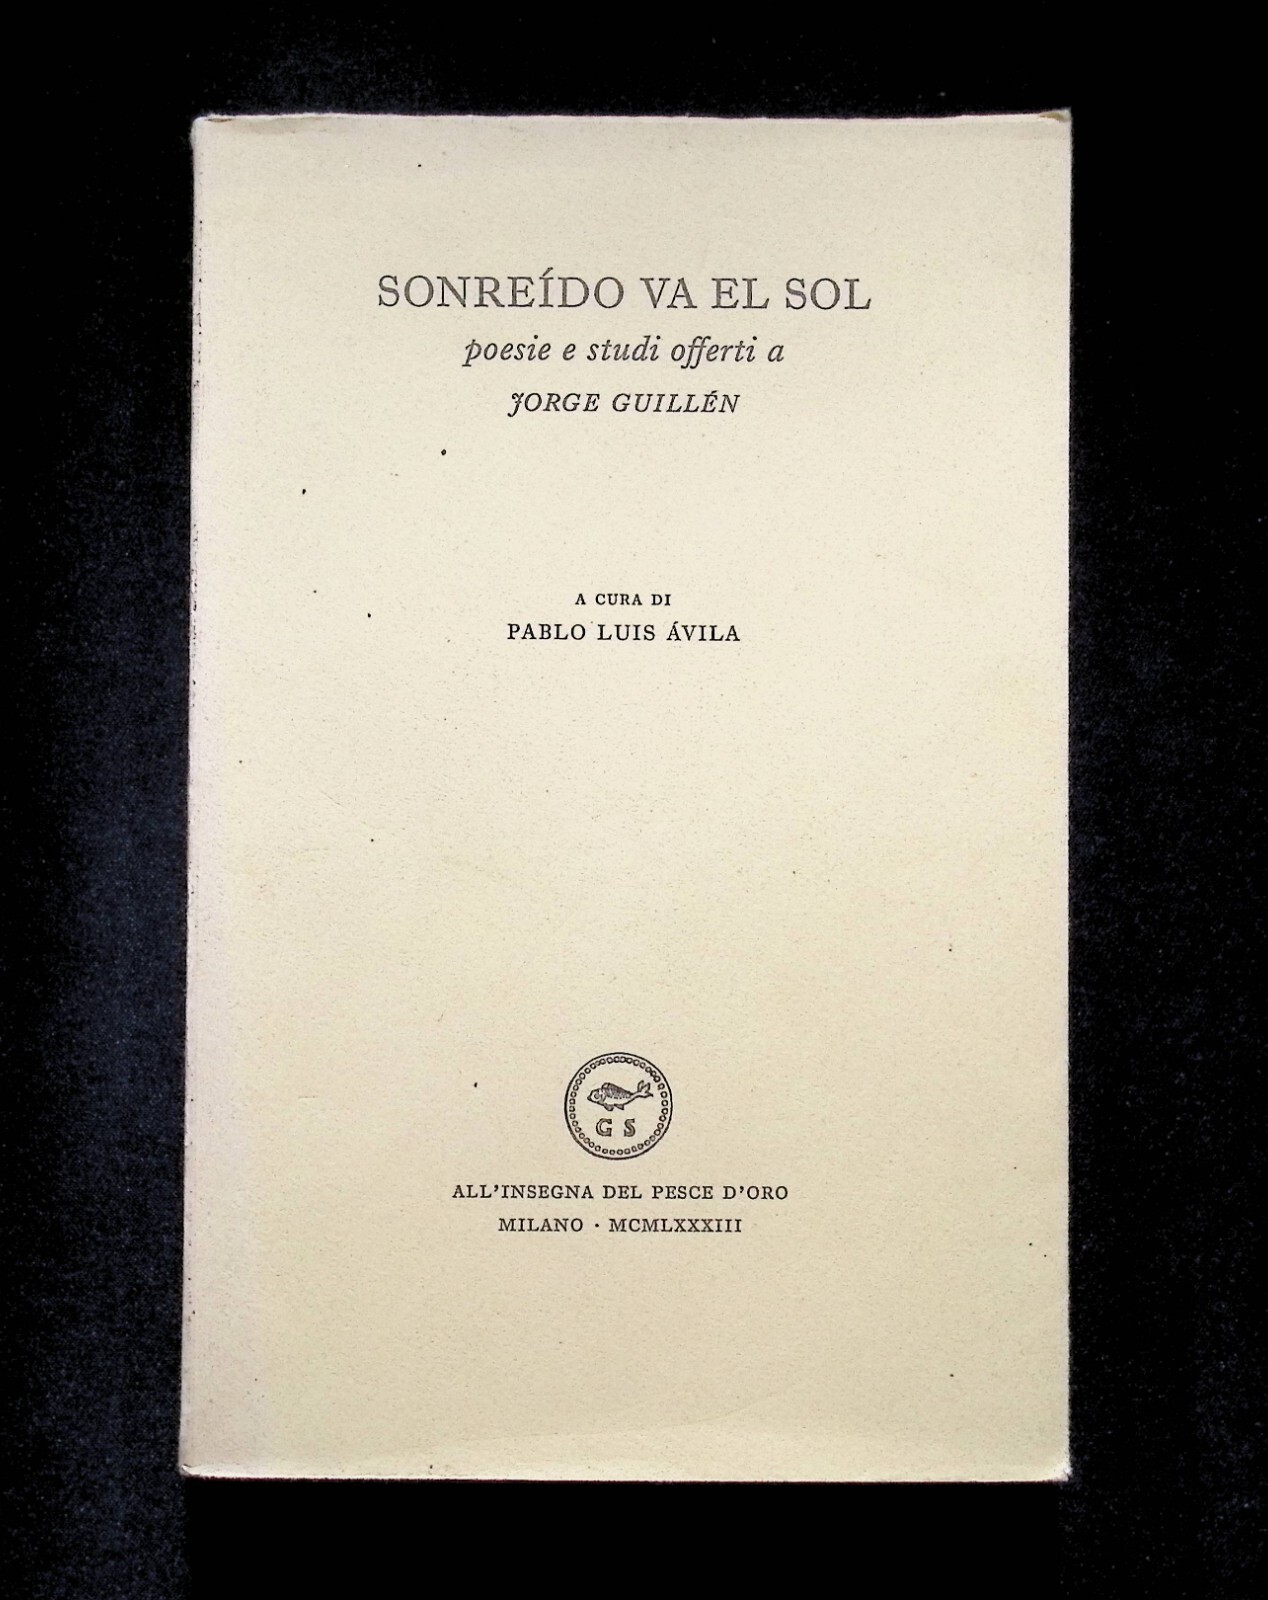 SONREÍDO VA EL SOL
poesie e studi offerti a
JORGE GUILLÉN
A CURA DI
PABLO LUIS ÁVILA
G S
ALL'INSEGNA DEL PESCE D'ORO
MILANO · MCMLXXXIII